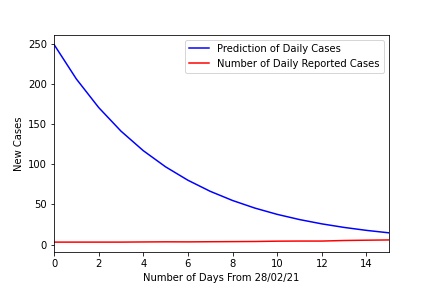 Prediction of Daily Cases
Number of Daily Reported Cases
250
200
150
100
50
0
New Cases
0 2 4 6 8 10 12 14
Number of Days From 28/02/21